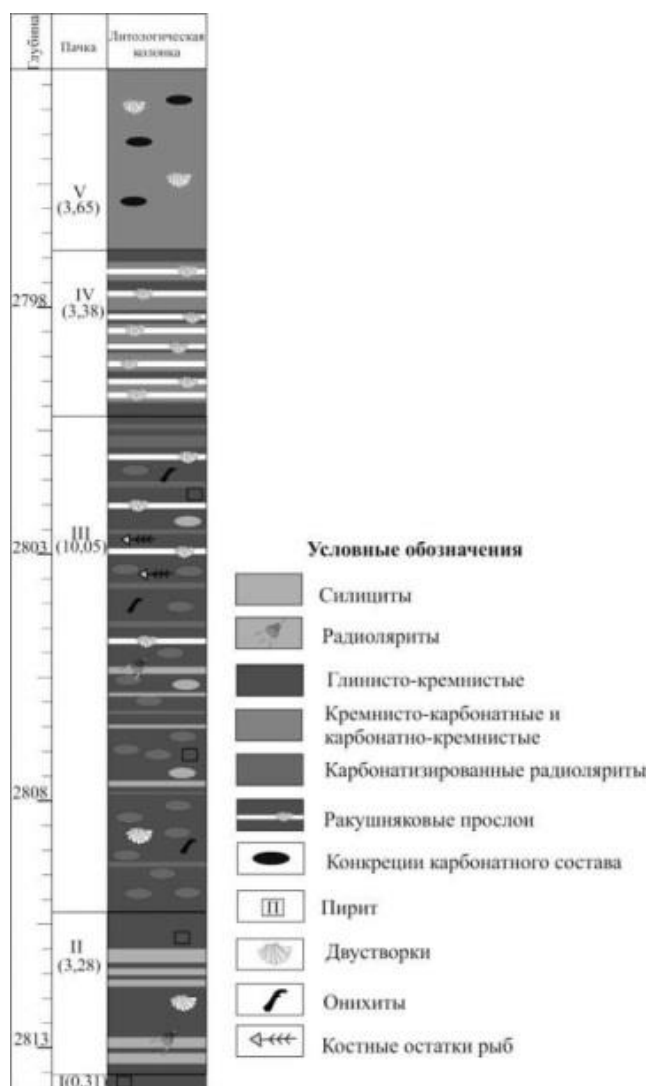 Глубина
Пачка
Литологическая
колонка
V
(3,65)
2798
IV
(3,38)
III
2803
(10,05)
2808
II
(3,28)
2813
I(0,31)
Условные обозначения
Силициты
Радиоляриты
Глинисто-кремнистые
Кремнисто-карбонатные и
карбонатно-кремнистые
Карбонатизированные радиоляриты
Ракушняковые прослои
Конкреции карбонатного состава
П
Пирит
Двустворки
Онихиты
Костные остатки рыб